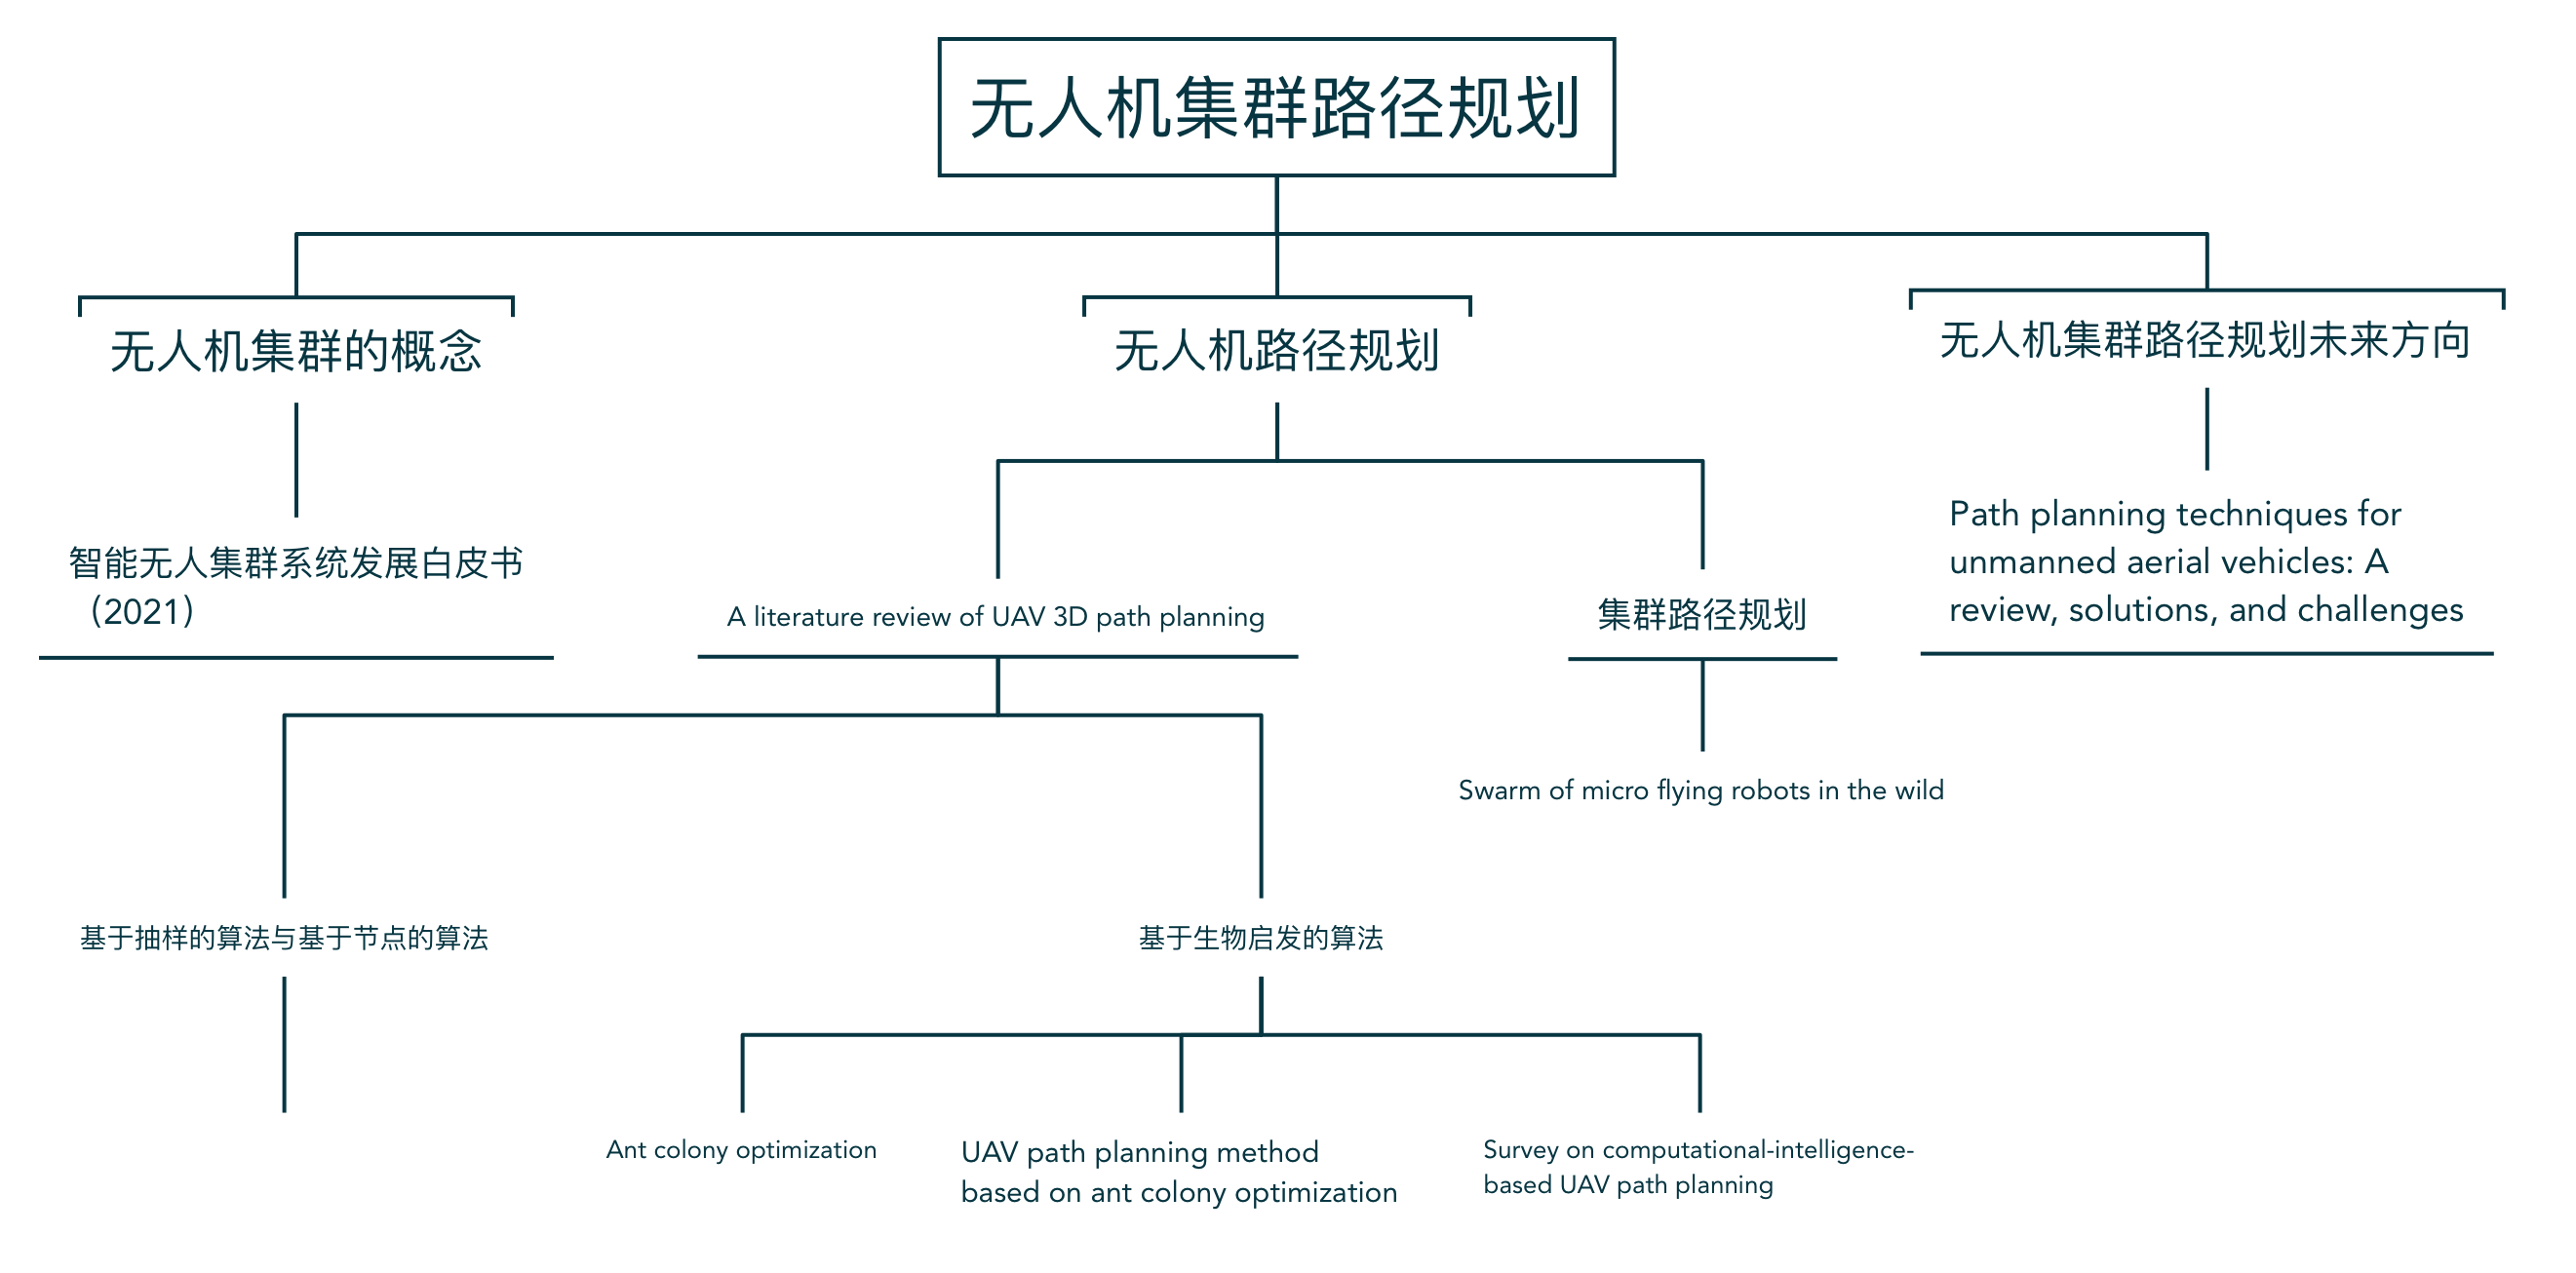 无人机集群路径规划
无人机集群的概念
无人机路径规划
无人机集群路径规划未来方向
智能无人集群系统发展白皮书
（2021）
A literature review of UAV 3D path planning
集群路径规划
Path planning techniques for
unmanned aerial vehicles: A
review, solutions, and challenges
Swarm of micro flying robots in the wild
基于抽样的算法与基于节点的算法
基于生物启发的算法
Ant colony optimization
UAV path planning method
based on ant colony optimization
Survey on computational-intelligence-
based UAV path planning